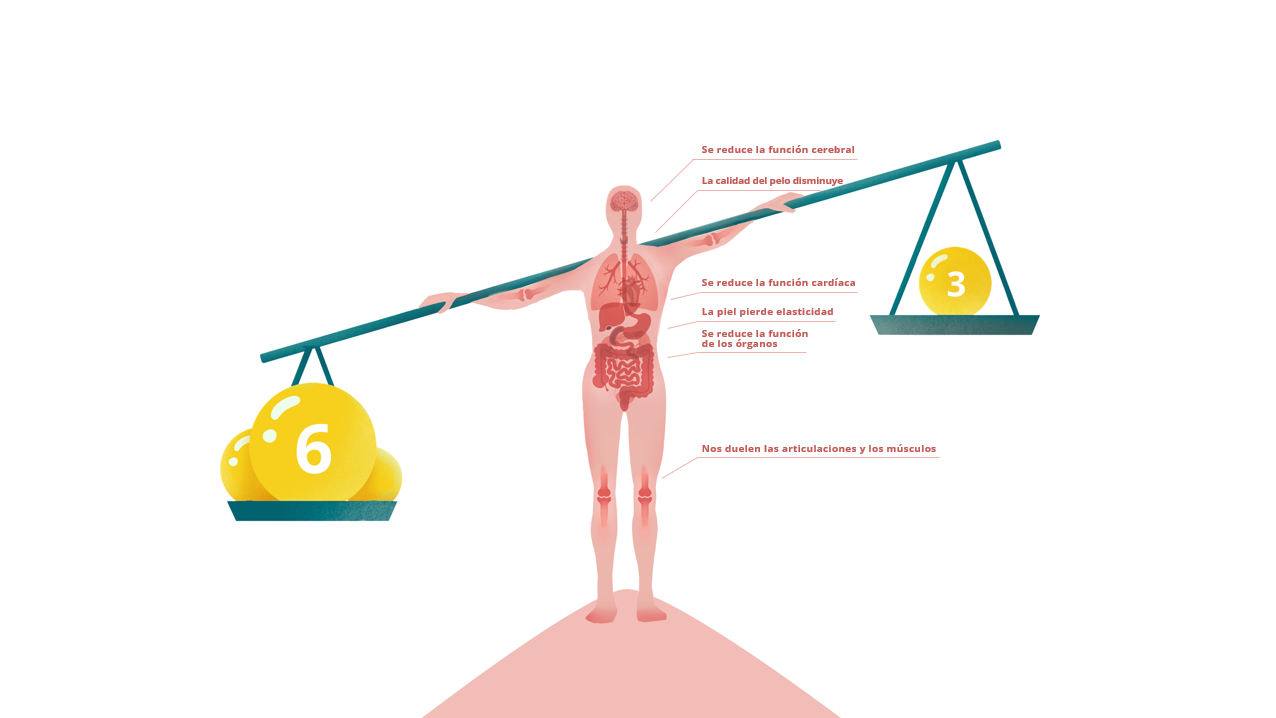 Se reduce la función cerebral
La calidad del pelo disminuye
Se reduce la función cardíaca
3
La piel pierde elasticidad
Se reduce la función
de los órganos
6
Nos duelen las articulaciones y los músculos